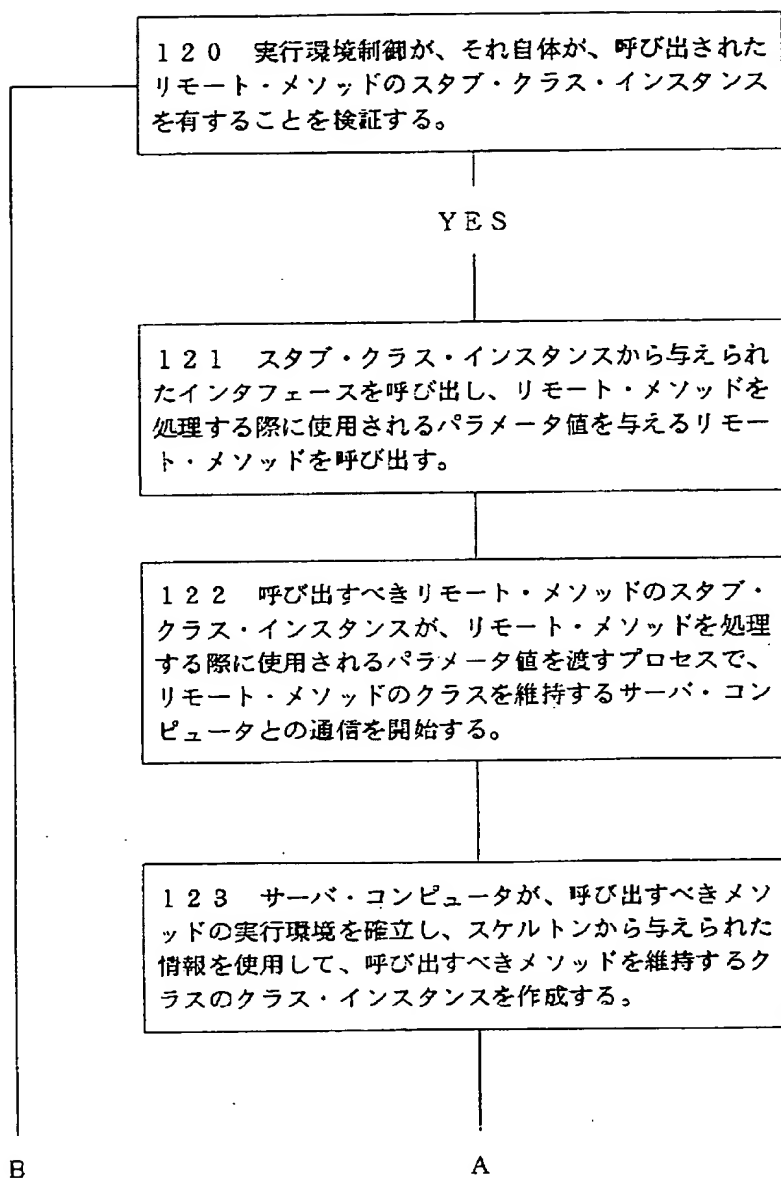 １２０　実行環境制御が、それ自体が、呼び出された
リモート・メソッドのスタブ・クラス・インスタンス
を有することを検証する。
ＹＥＳ
１２１　スタブ・クラス・インスタンスから与えられ
たインタフェースを呼び出し、リモート・メソッドを
処理する際に使用されるパラメータ値を与えるリモー
ト・メソッドを呼び出す。
１２２　呼び出すべきリモート・メソッドのスタブ・
クラス・インスタンスが、リモート・メソッドを処理
する際に使用されるパラメータ値を渡すプロセスで、
リモート・メソッドのクラスを維持するサーバ・コン
ピュータとの通信を開始する。
１２３　サーバ・コンピュータが、呼び出すべきメソ
ッドの実行環境を確立し、スケルトンから与えられた
情報を使用して、呼び出すべきメソッドを維持するク
ラスのクラス・インスタンスを作成する。
B
A